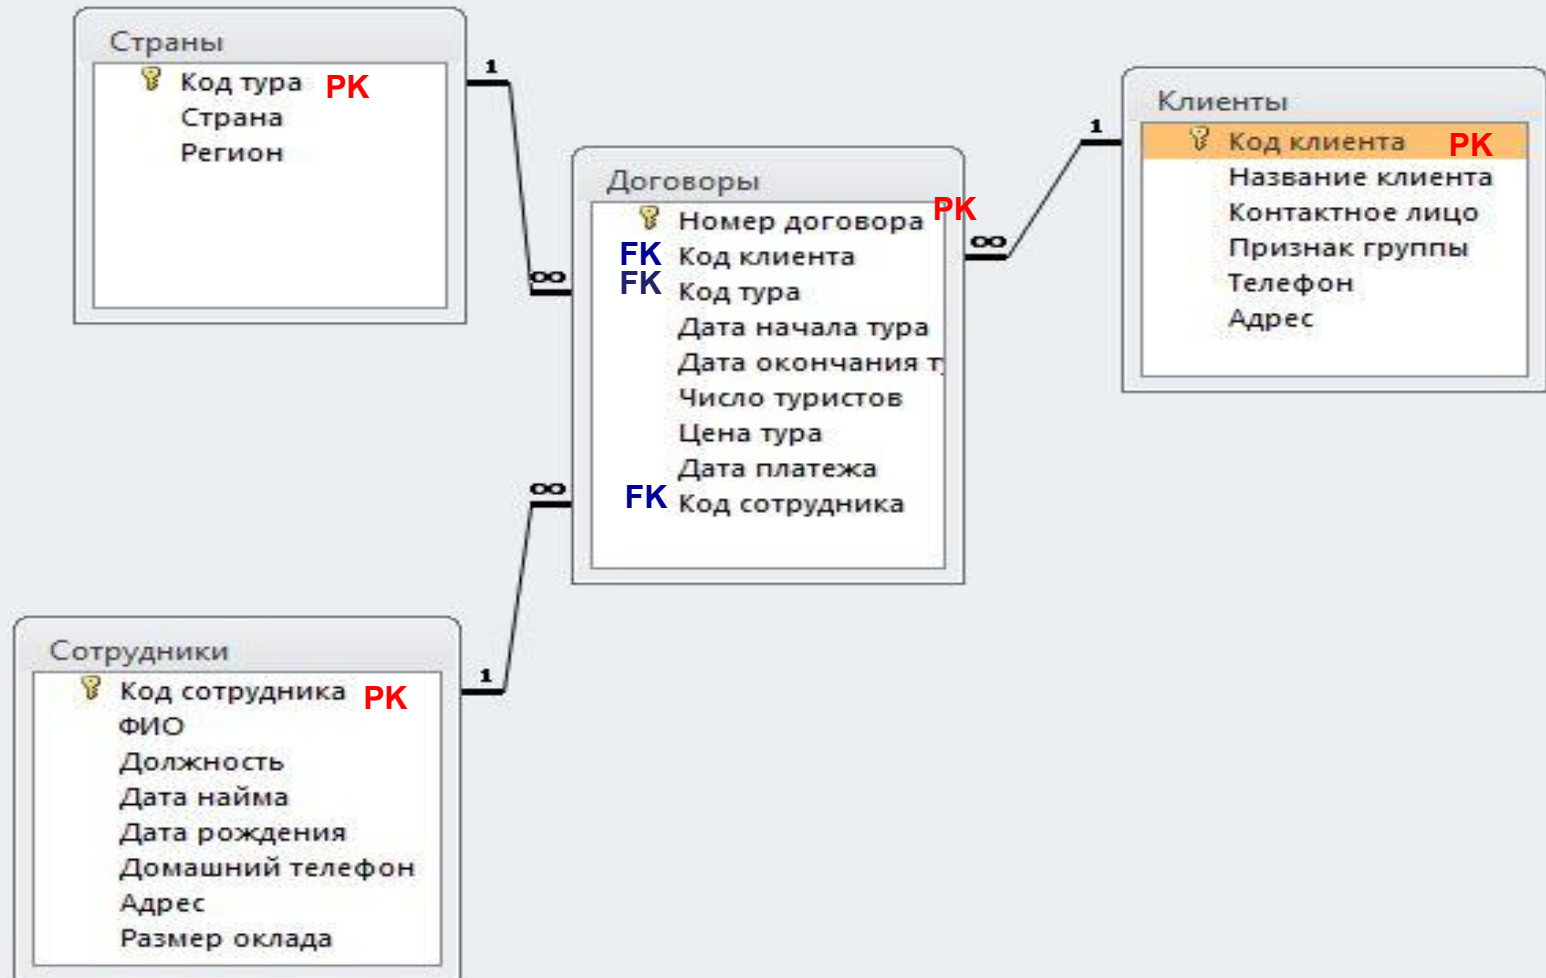 Страны
Код тура PK
Страна
Регион
1
∞
Договоры
Номер договора PK
FK Код клиента
FK Код тура
Дата начала тура
Дата окончания т
Число туристов
Цена тура
Дата платежа
FK Код сотрудника
∞
1
∞
Клиенты
Код клиента PK
Название клиента
Контактное лицо
Признак группы
Телефон
Адрес
1
Сотрудники
Код сотрудника PK
ФИО
Должность
Дата найма
Дата рождения
Домашний телефон
Адрес
Размер оклада